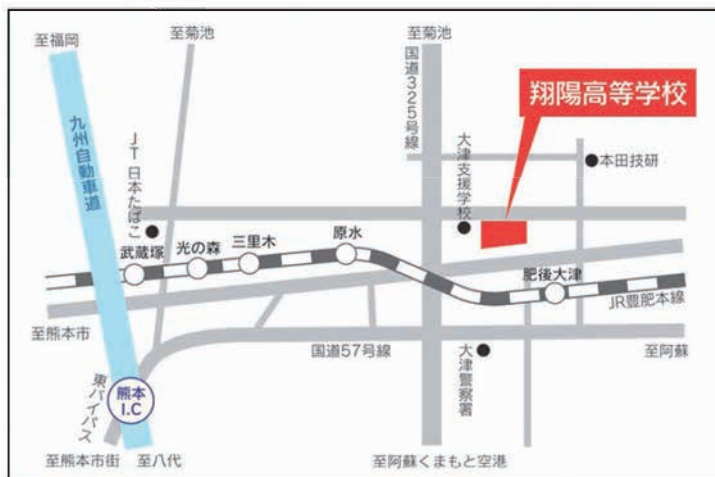 至福岡
至菊池
至菊池
九州自動車道
国道325号線
翔陽高等学校
JT 日本たばこ
大津支援学校
本田技研
武蔵塚
光の森
三里木
原水
肥後大津
JR豊肥本線
至熊本市
国道57号線
至阿蘇
大津警察署
東バイパス
熊本
I.C
至熊本市街
至八代
至阿蘇くまもと空港